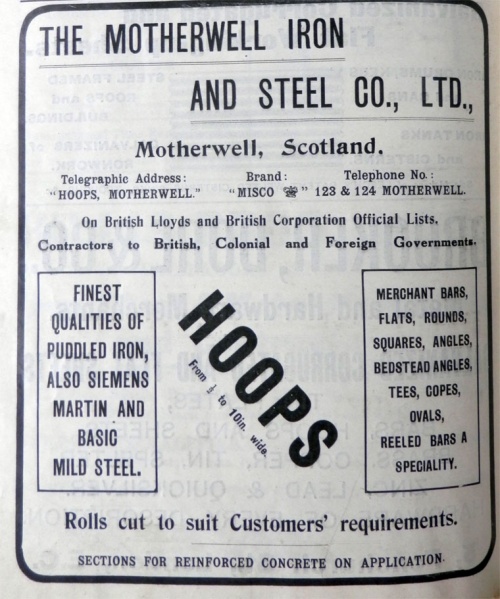 THE MOTHERWELL IRON
AND STEEL CO., LTD.,
Motherwell, Scotland.
Telegraphic Address:
"HOOPS, MOTHERWELL."
Brand:
"MISCO "
Telephone No.:
123 & 124 MOTHERWELL.
On British Lloyds and British Corporation Official Lists.
Contractors to British, Colonial and Foreign Governments.
FINEST
QUALITIES OF
PUDDLED IRON,
ALSO SIEMENS
MARTIN AND
BASIC
MILD STEEL.
HOOPS
From to 10in. wide.
MERCHANT BARS,
FLATS, ROUNDS,
SQUARES, ANGLES,
BEDSTEAD ANGLES,
TEES, COPES,
OVALS,
REELED BARS A
SPECIALITY.
Rolls cut to suit Customers' requirements.
SECTIONS FOR REINFORCED CONCRETE ON APPLICATION.